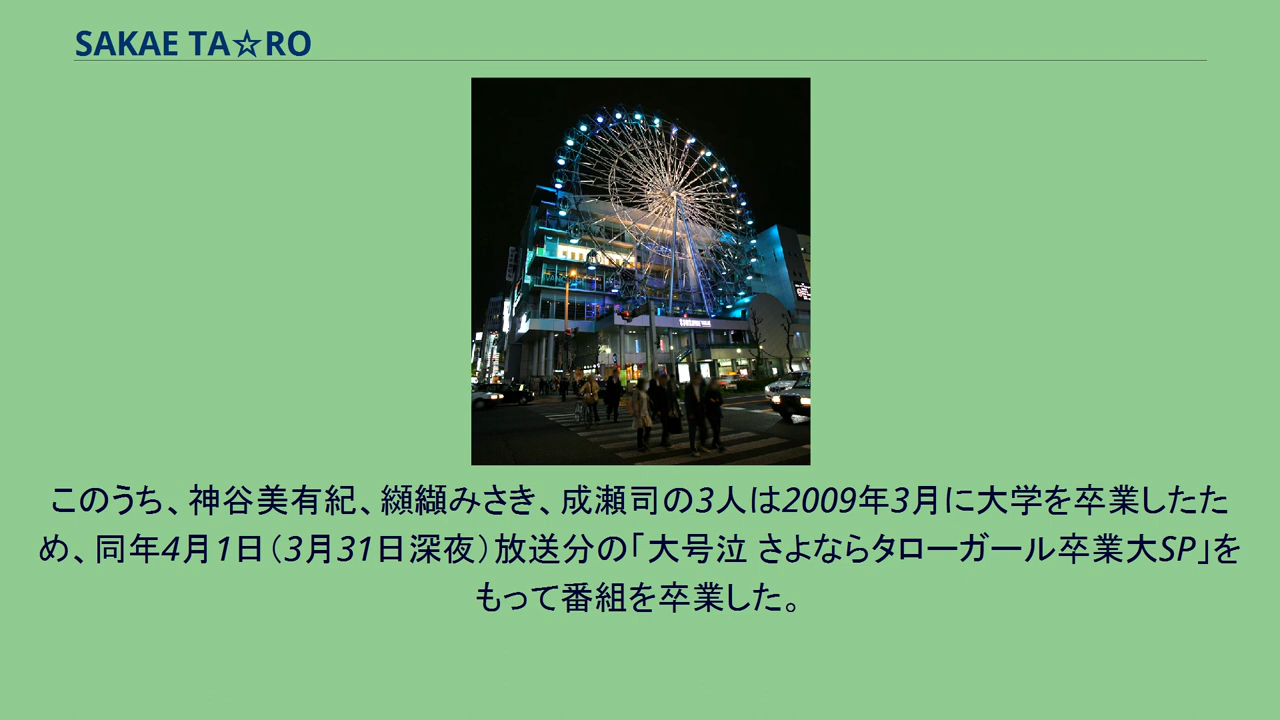 SAKAE TA☆RO
このうち、神谷美有紀、纐纈みさき、成瀬司の3人は2009年3月に大学を卒業したた
め、同年4月1日（3月31日深夜）放送分の「大号泣 さよならタローガール卒業大SP」を
もって番組を卒業した。